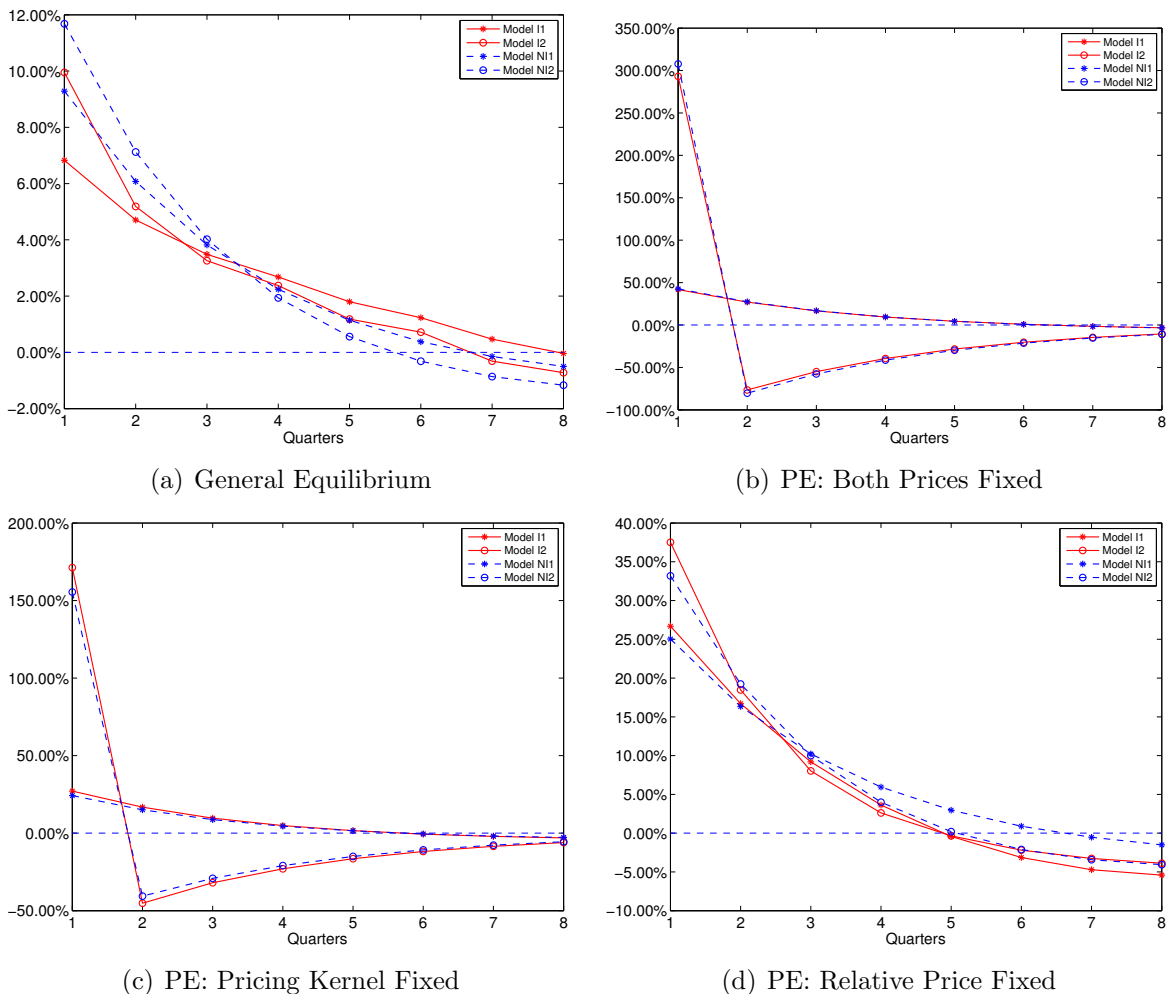 12.00%
10.00%
8.00%
6.00%
4.00%
2.00%
0.00%
−2.00%
1 2 3 4 5 6 7 8
Quarters
Model I1
Model I2
Model NI1
Model NI2
(a) General Equilibrium
350.00%
300.00%
250.00%
200.00%
150.00%
100.00%
50.00%
0.00%
−50.00%
−100.00%
1 2 3 4 5 6 7 8
Quarters
Model I1
Model I2
Model NI1
Model NI2
(b) PE: Both Prices Fixed
200.00%
150.00%
100.00%
50.00%
0.00%
−50.00%
1 2 3 4 5 6 7 8
Quarters
Model I1
Model I2
Model NI1
Model NI2
(c) PE: Pricing Kernel Fixed
40.00%
35.00%
30.00%
25.00%
20.00%
15.00%
10.00%
5.00%
0.00%
−5.00%
−10.00%
1 2 3 4 5 6 7 8
Quarters
Model I1
Model I2
Model NI1
Model NI2
(d) PE: Relative Price Fixed